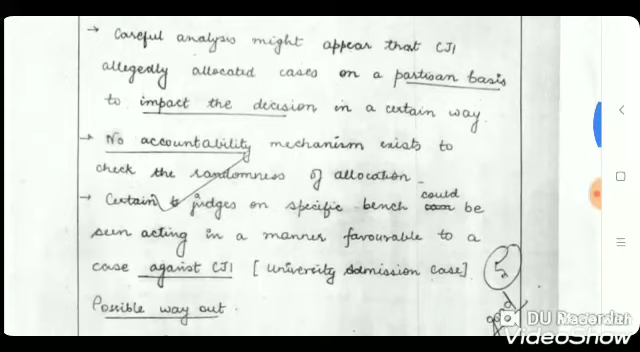 → Careful analysis might appear that CJI
allegedly allocated cases on a partisan basis
to impact the decision in a certain way
→ No accountability mechanism exists to
check the randomness of allocation
→ Certain judges on specific bench could be
seen acting in a manner favourable to a
case against CJI [University admission case]
Possible way out.
5
DU
VideoShow